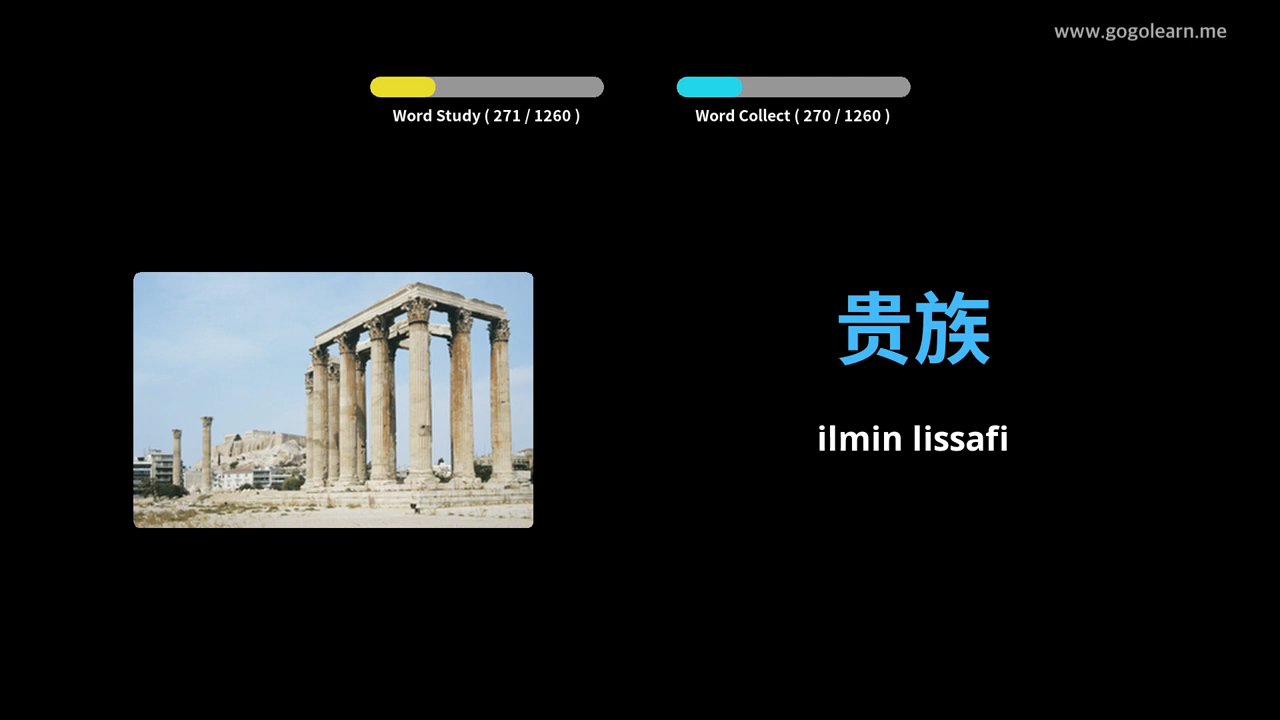 www.gogolearn.me
Word Study ( 271 / 1260 )
Word Collect ( 270 / 1260 )
贵族
ilmin lissafi